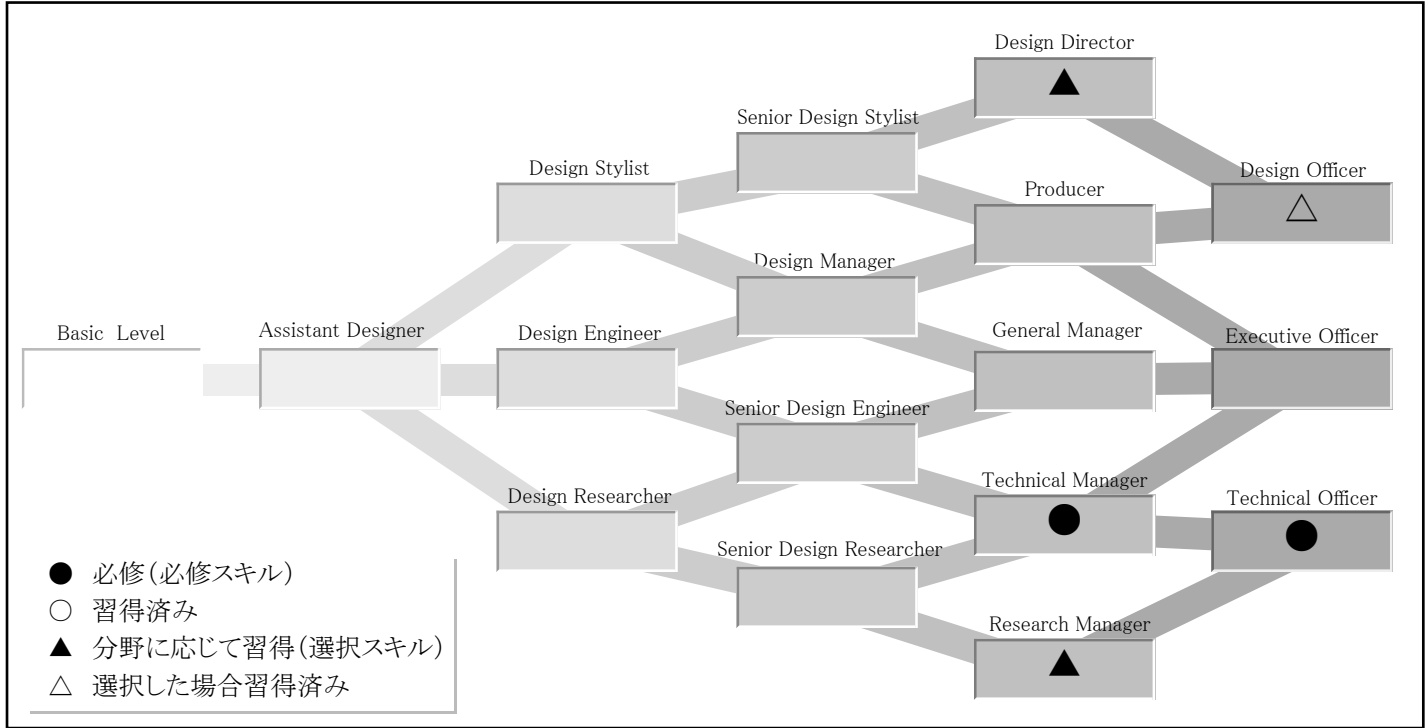 Design Director
▲
Senior Design Stylist
Design Stylist
Producer
Design Officer
△
Design Manager
Basic Level
Assistant Designer
Design Engineer
General Manager
Executive Officer
Senior Design Engineer
Design Researcher
Technical Manager
●
Technical Officer
●
Senior Design Researcher
Research Manager
▲
● 必修(必修スキル)
○ 習得済み
▲ 分野に応じて習得(選択スキル)
△ 選択した場合習得済み